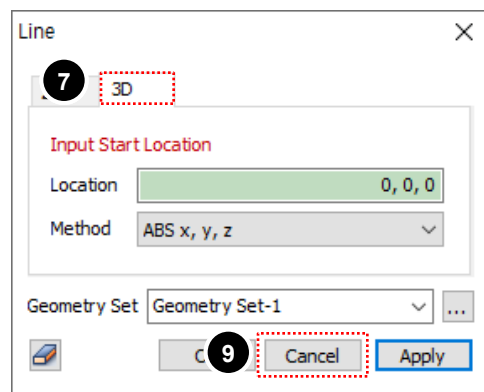 Line
7
3D
Input Start Location
Location 0, 0, 0
Method ABS x, y, z
Geometry Set Geometry Set-1 ...
9 Cancel Apply